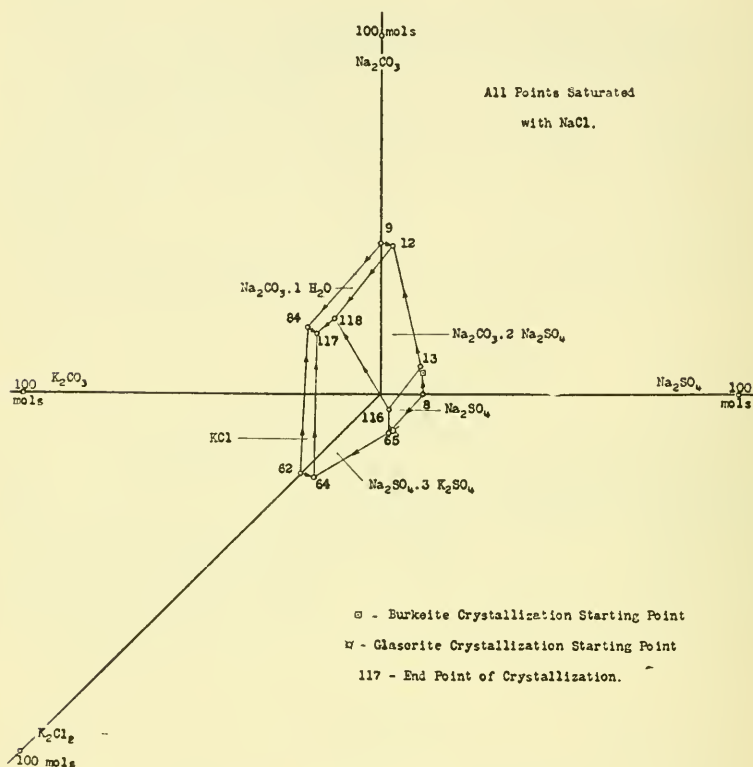 100 mols
Na₂CO₃
All Points Saturated
with NaCl.
9
12
Na₂CO₃.1 H₂O
84
118
117
Na₂CO₃.2 Na₂SO₄
13
100
mols
K₂CO₃
Na₂SO₄
100
mols
8
116
Na₂SO₄
65
KCl
62
64
Na₂SO₄.3 K₂SO₄
- Burkeite Crystallization Starting Point
- Glasorite Crystallization Starting Point
117 - End Point of Crystallization.
K₂Cl₂
100 mols